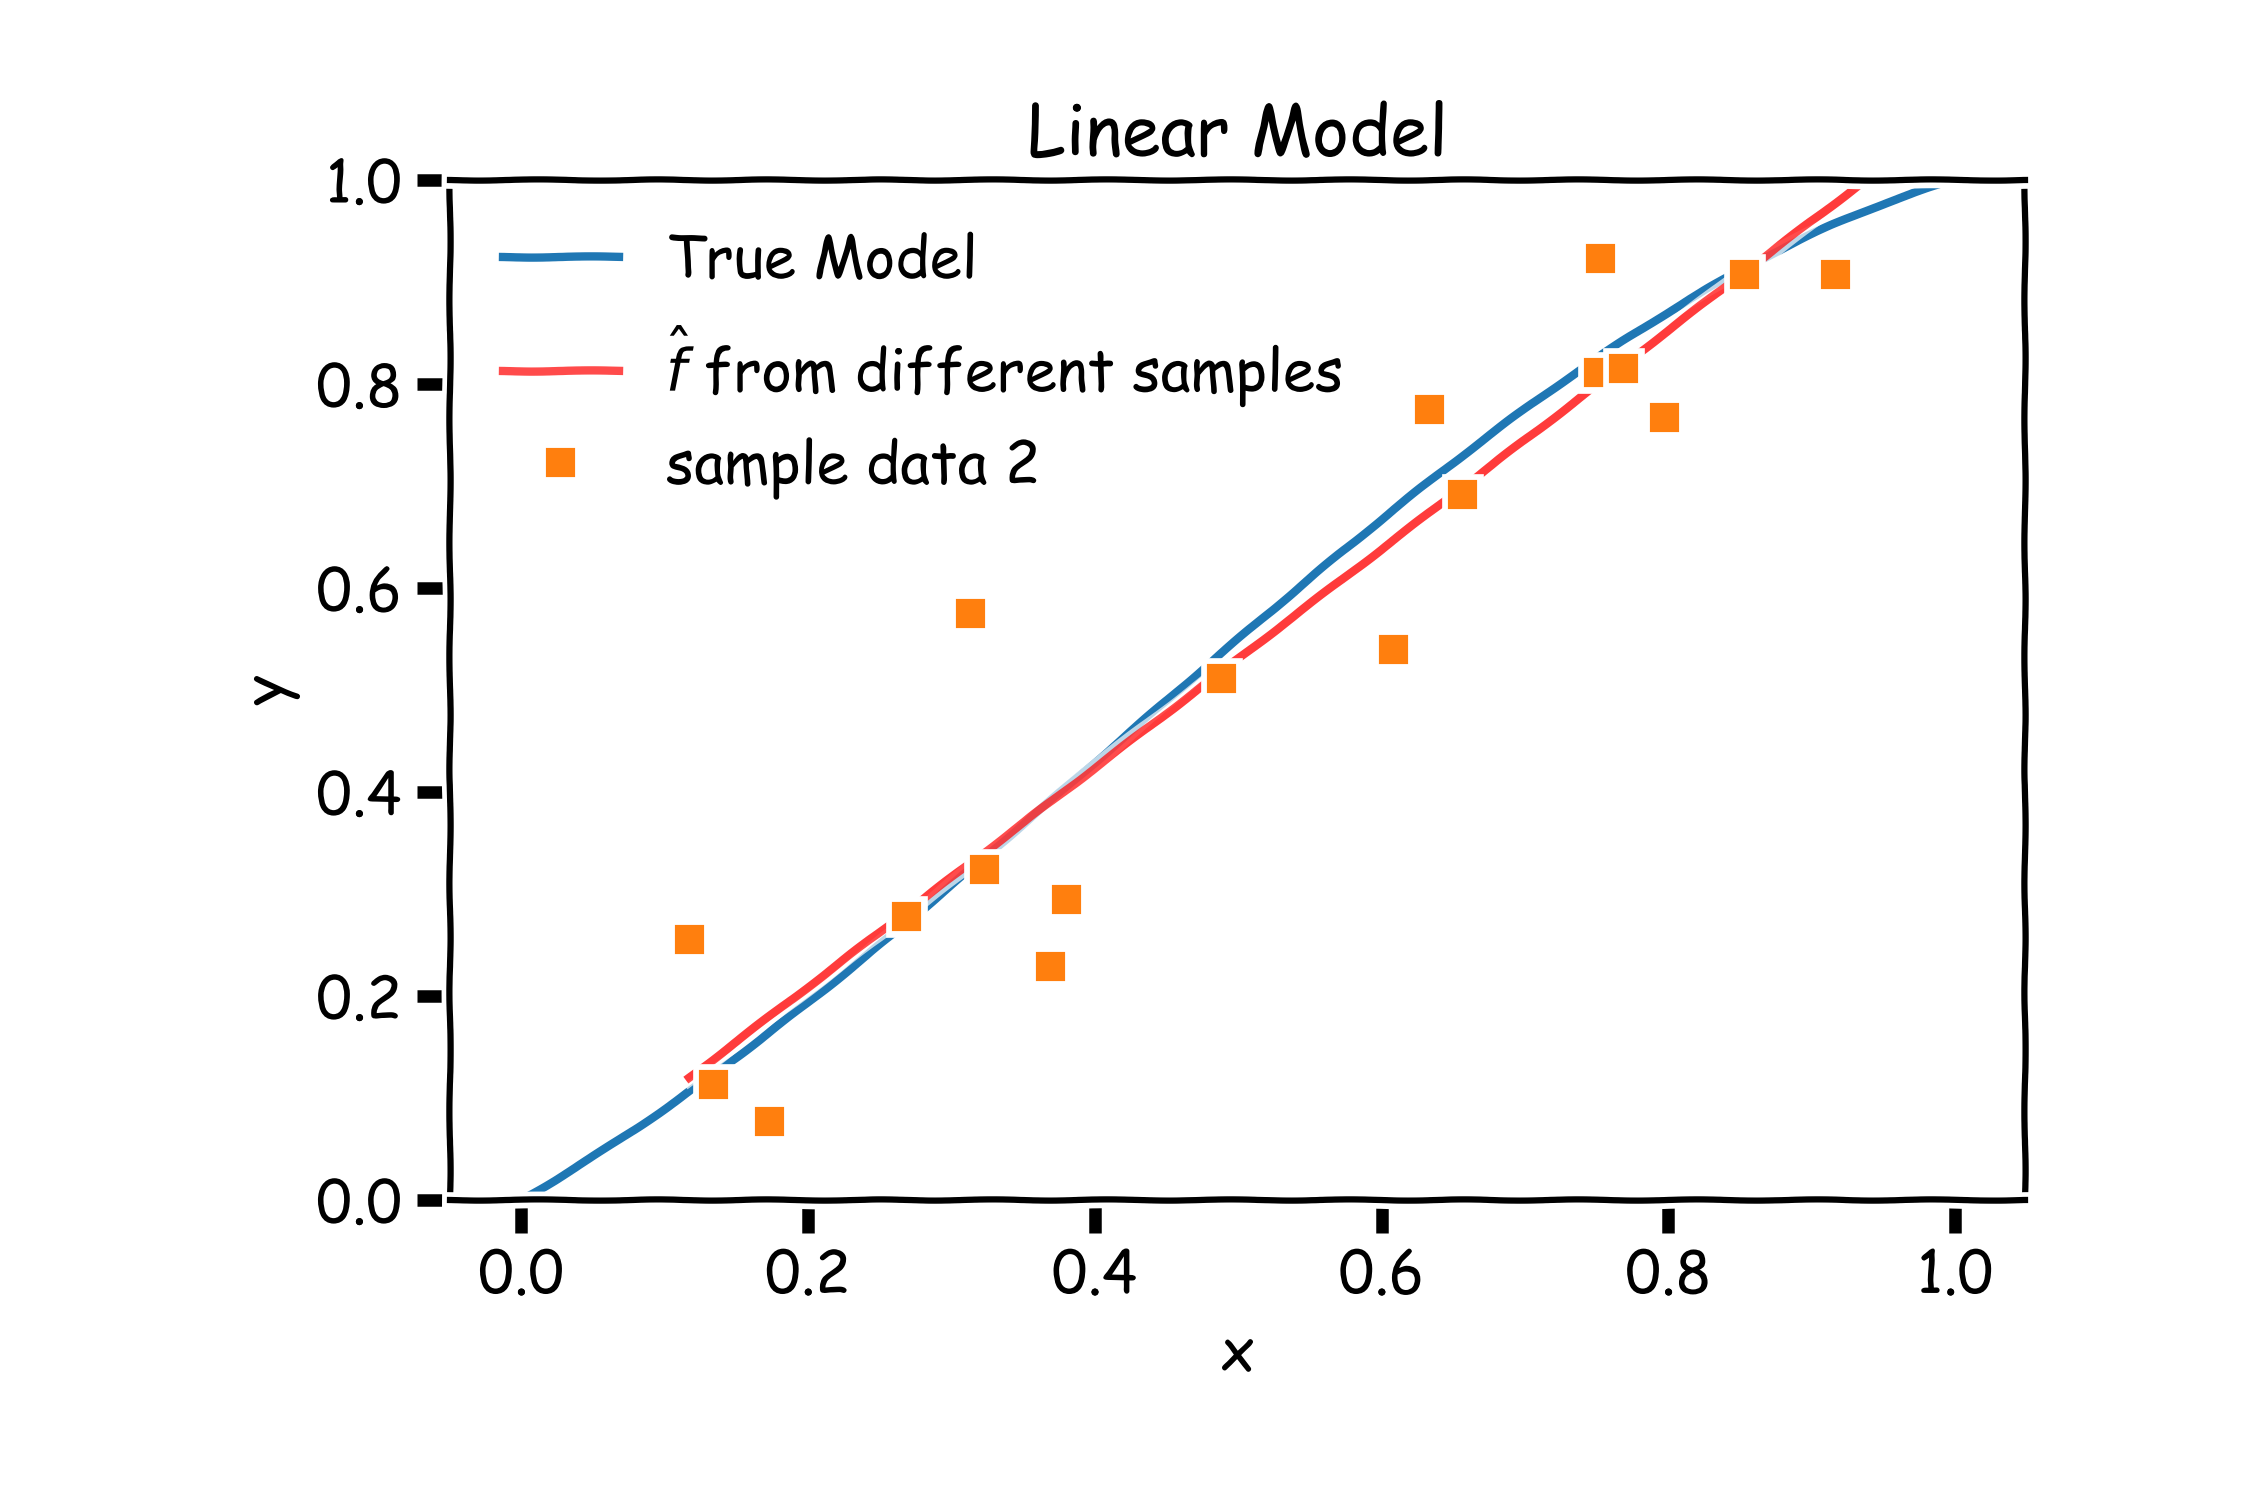 Linear Model
1.0
True Model
f̂ from different samples
0.8
sample data 2
0.6
y
0.4
0.2
0.0
0.0 0.2 0.4 0.6 0.8 1.0
x